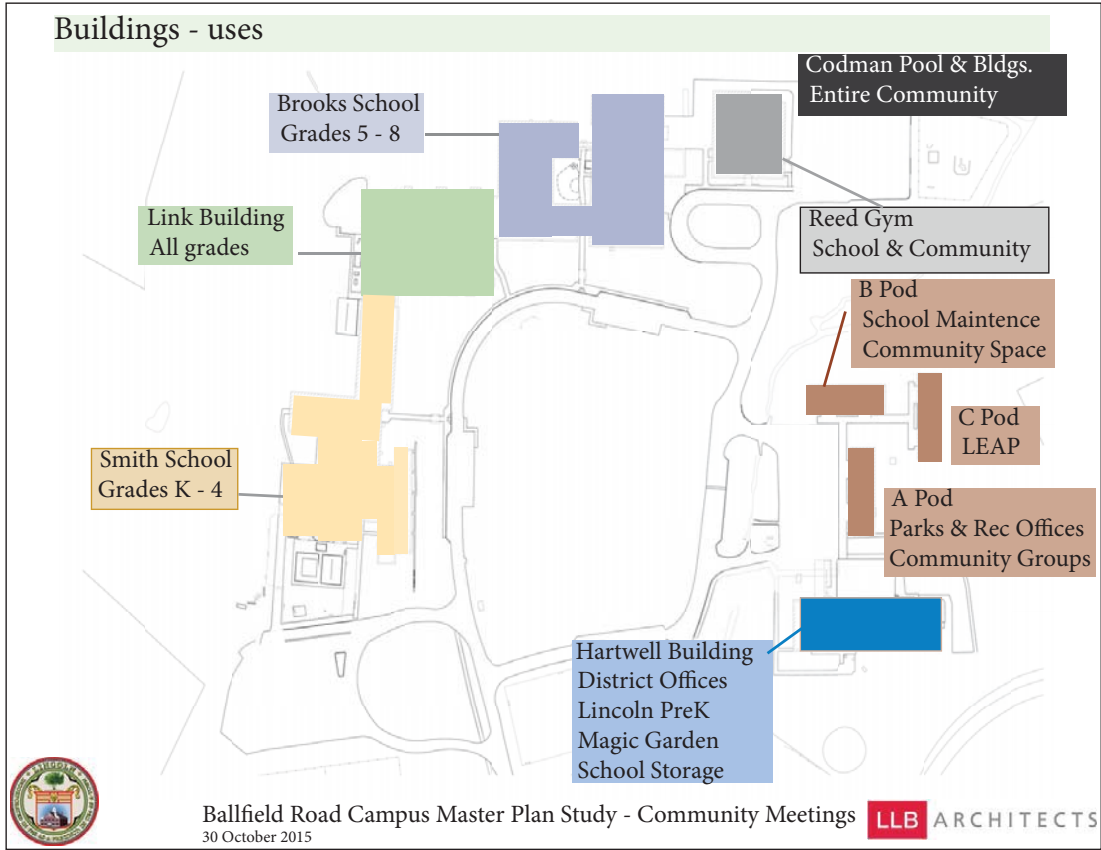 Buildings - uses
Codman Pool & Bldgs.
Entire Community
Brooks School
Grades 5 - 8
Link Building
All grades
Reed Gym
School & Community
B Pod
School Maintence
Community Space
C Pod
LEAP
Smith School
Grades K - 4
A Pod
Parks & Rec Offices
Community Groups
Hartwell Building
District Offices
Lincoln PreK
Magic Garden
School Storage
LINCOLN
Ballfield Road Campus Master Plan Study - Community Meetings
30 October 2015
LLB ARCHITECTS